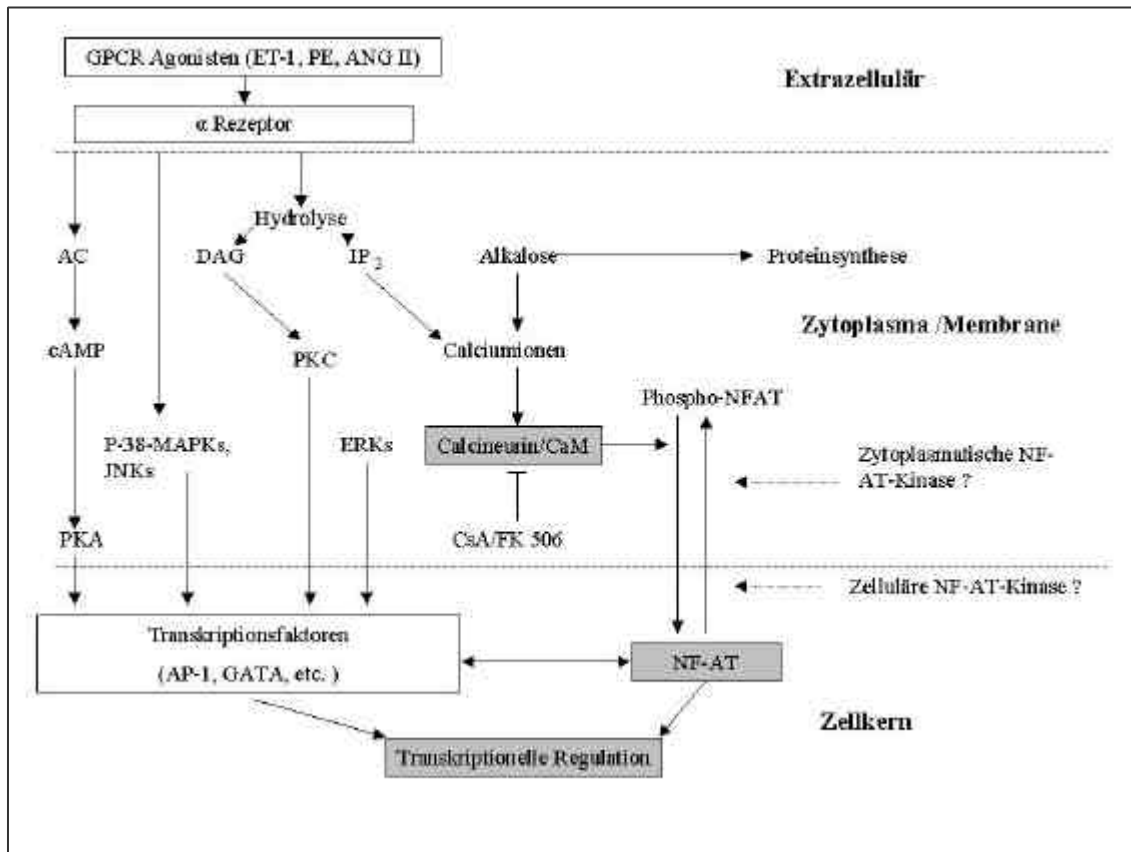 GPCR Agonisten (ET-1, PE, ANG II)
Extrazellulär
α Rezeptor
Hydrolyse
AC
DAG
IP 3
Alkalose
Proteinsynthese
Zytoplasma /Membrane
cAMP
PKC
Calciumionen
Phospho-NFAT
P-38-MAPKs,
JNKs
ERKs
Calcineurin/CaM
Zytoplasmatische NF-
AT-Kinase ?
PKA
CsA/FK 506
Zelluläre NF-AT-Kinase ?
Transkriptionsfaktoren
(AP-1, GATA, etc. )
NF-AT
Zellkern
Transkriptionelle Regulation